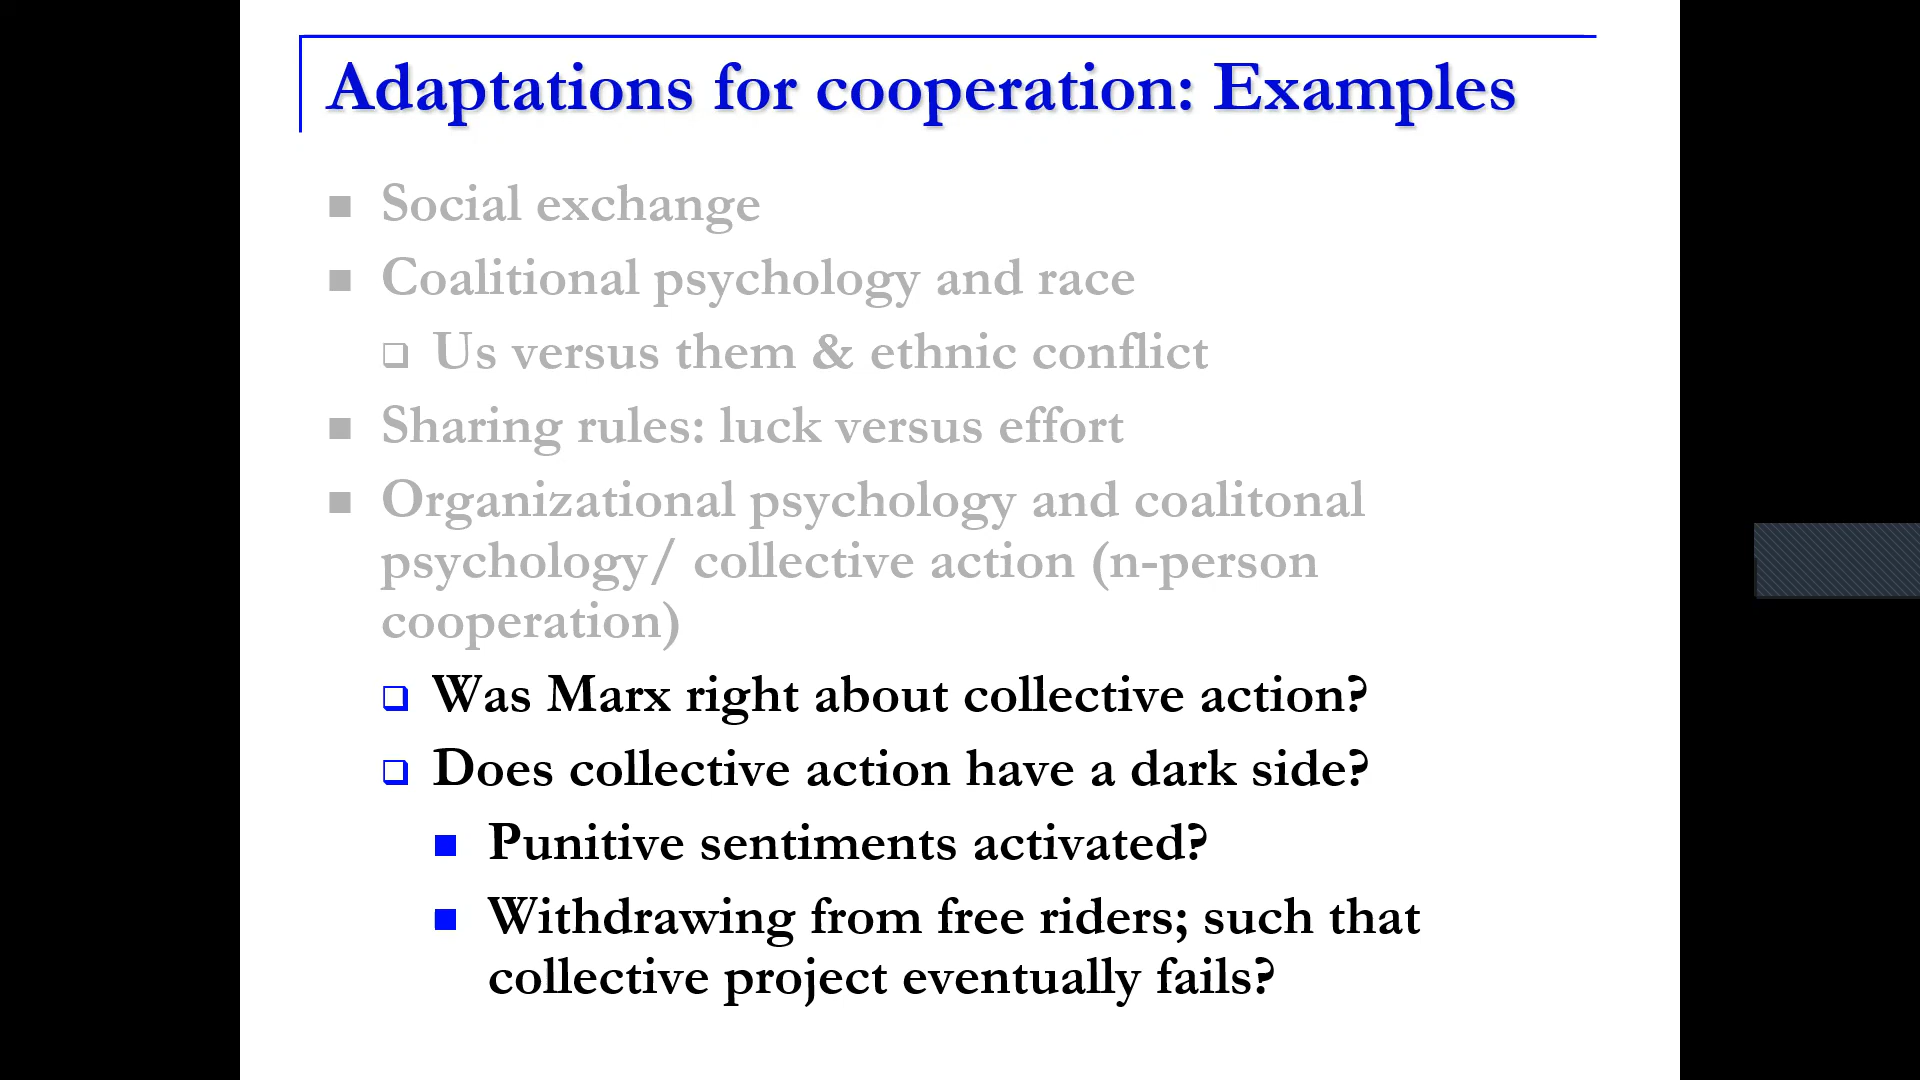 Adaptations for cooperation: Examples
Social exchange
Coalitional psychology and race
Us versus them & ethnic conflict
Sharing rules: luck versus effort
Organizational psychology and coalitonal
psychology/ collective action (n-person
cooperation)
Was Marx right about collective action?
Does collective action have a dark side?
Punitive sentiments activated?
Withdrawing from free riders; such that
collective project eventually fails?